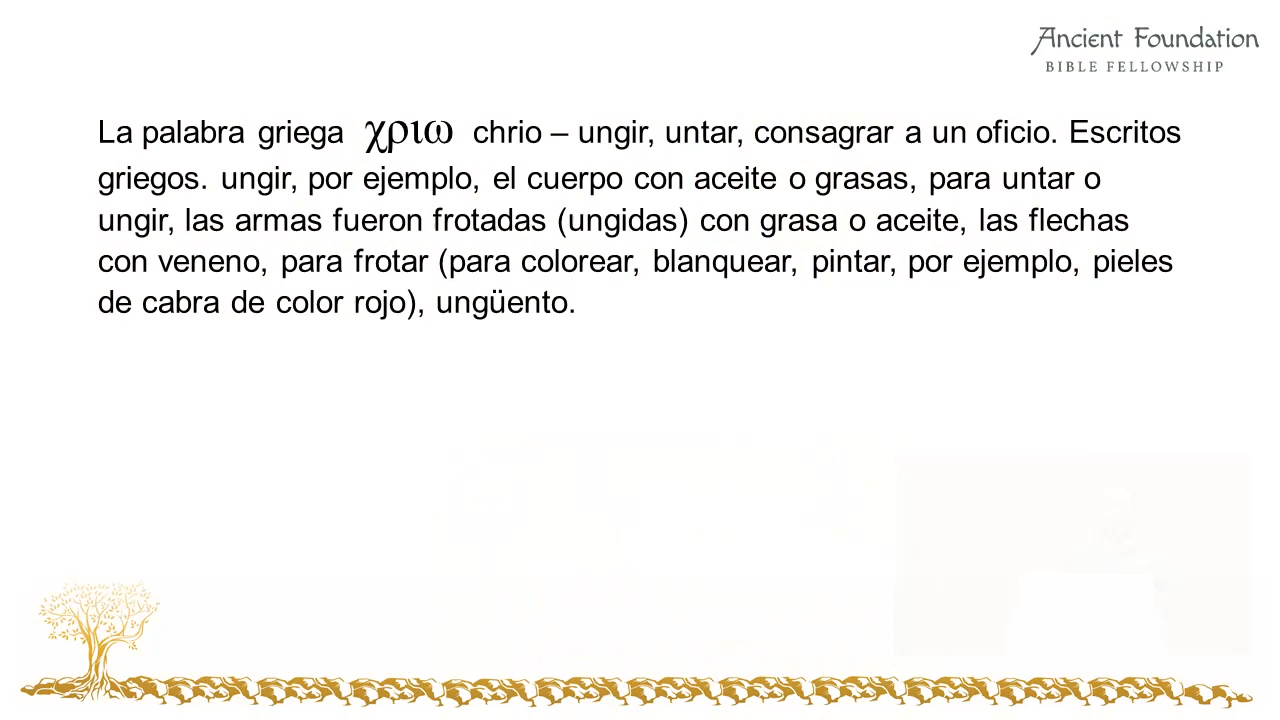 Ancient Foundation
BIBLE FELLOWSHIP
La palabra griega χριω chrio – ungir, untar, consagrar a un oficio. Escritos
griegos. ungir, por ejemplo, el cuerpo con aceite o grasas, para untar o
ungir, las armas fueron frotadas (ungidas) con grasa o aceite, las flechas
con veneno, para frotar (para colorear, blanquear, pintar, por ejemplo, pieles
de cabra de color rojo), ungüento.